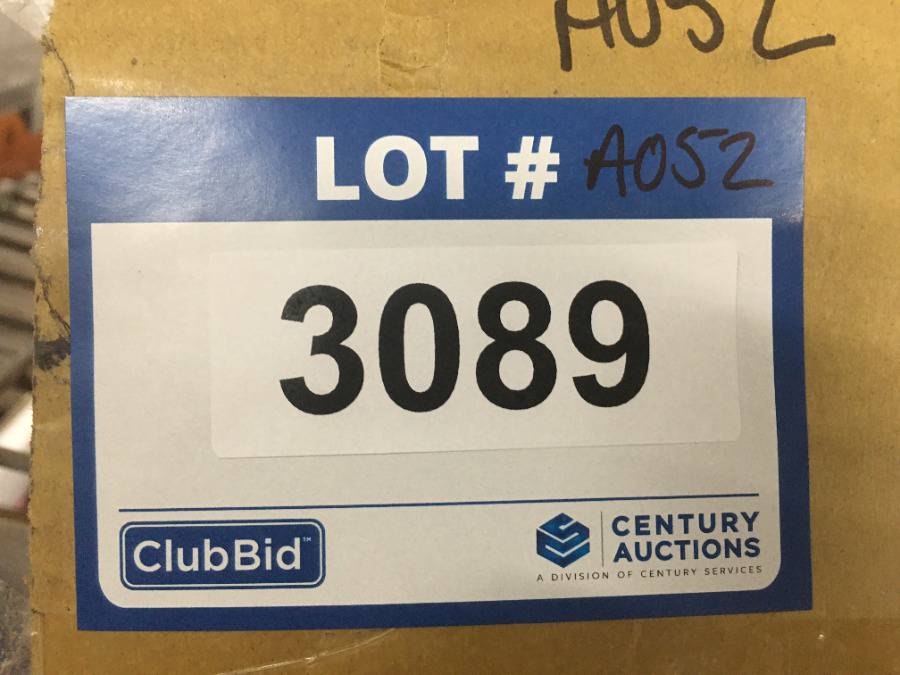 A052
LOT # A052
3089
ClubBid™
CENTURY
AUCTIONS
A DIVISION OF CENTURY SERVICES